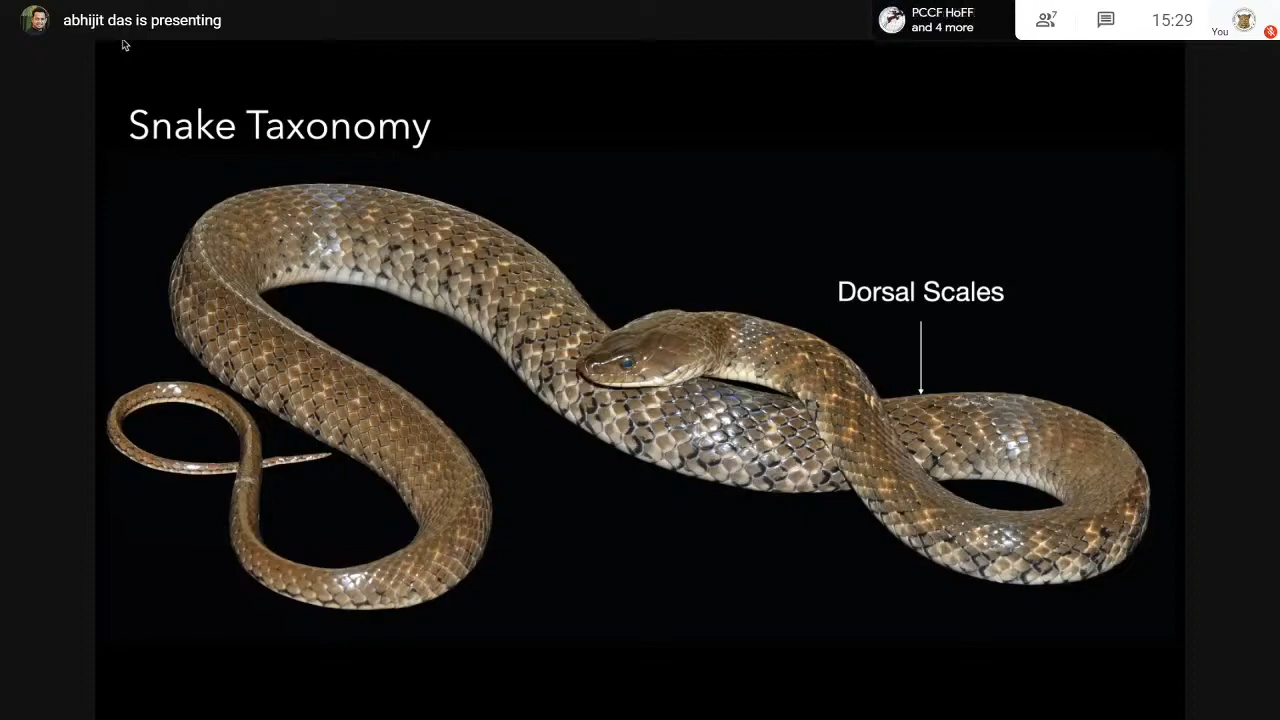 abhijit das is presenting
PCCF HoFF
and 4 more
7
15:29
You
Snake Taxonomy
Dorsal Scales